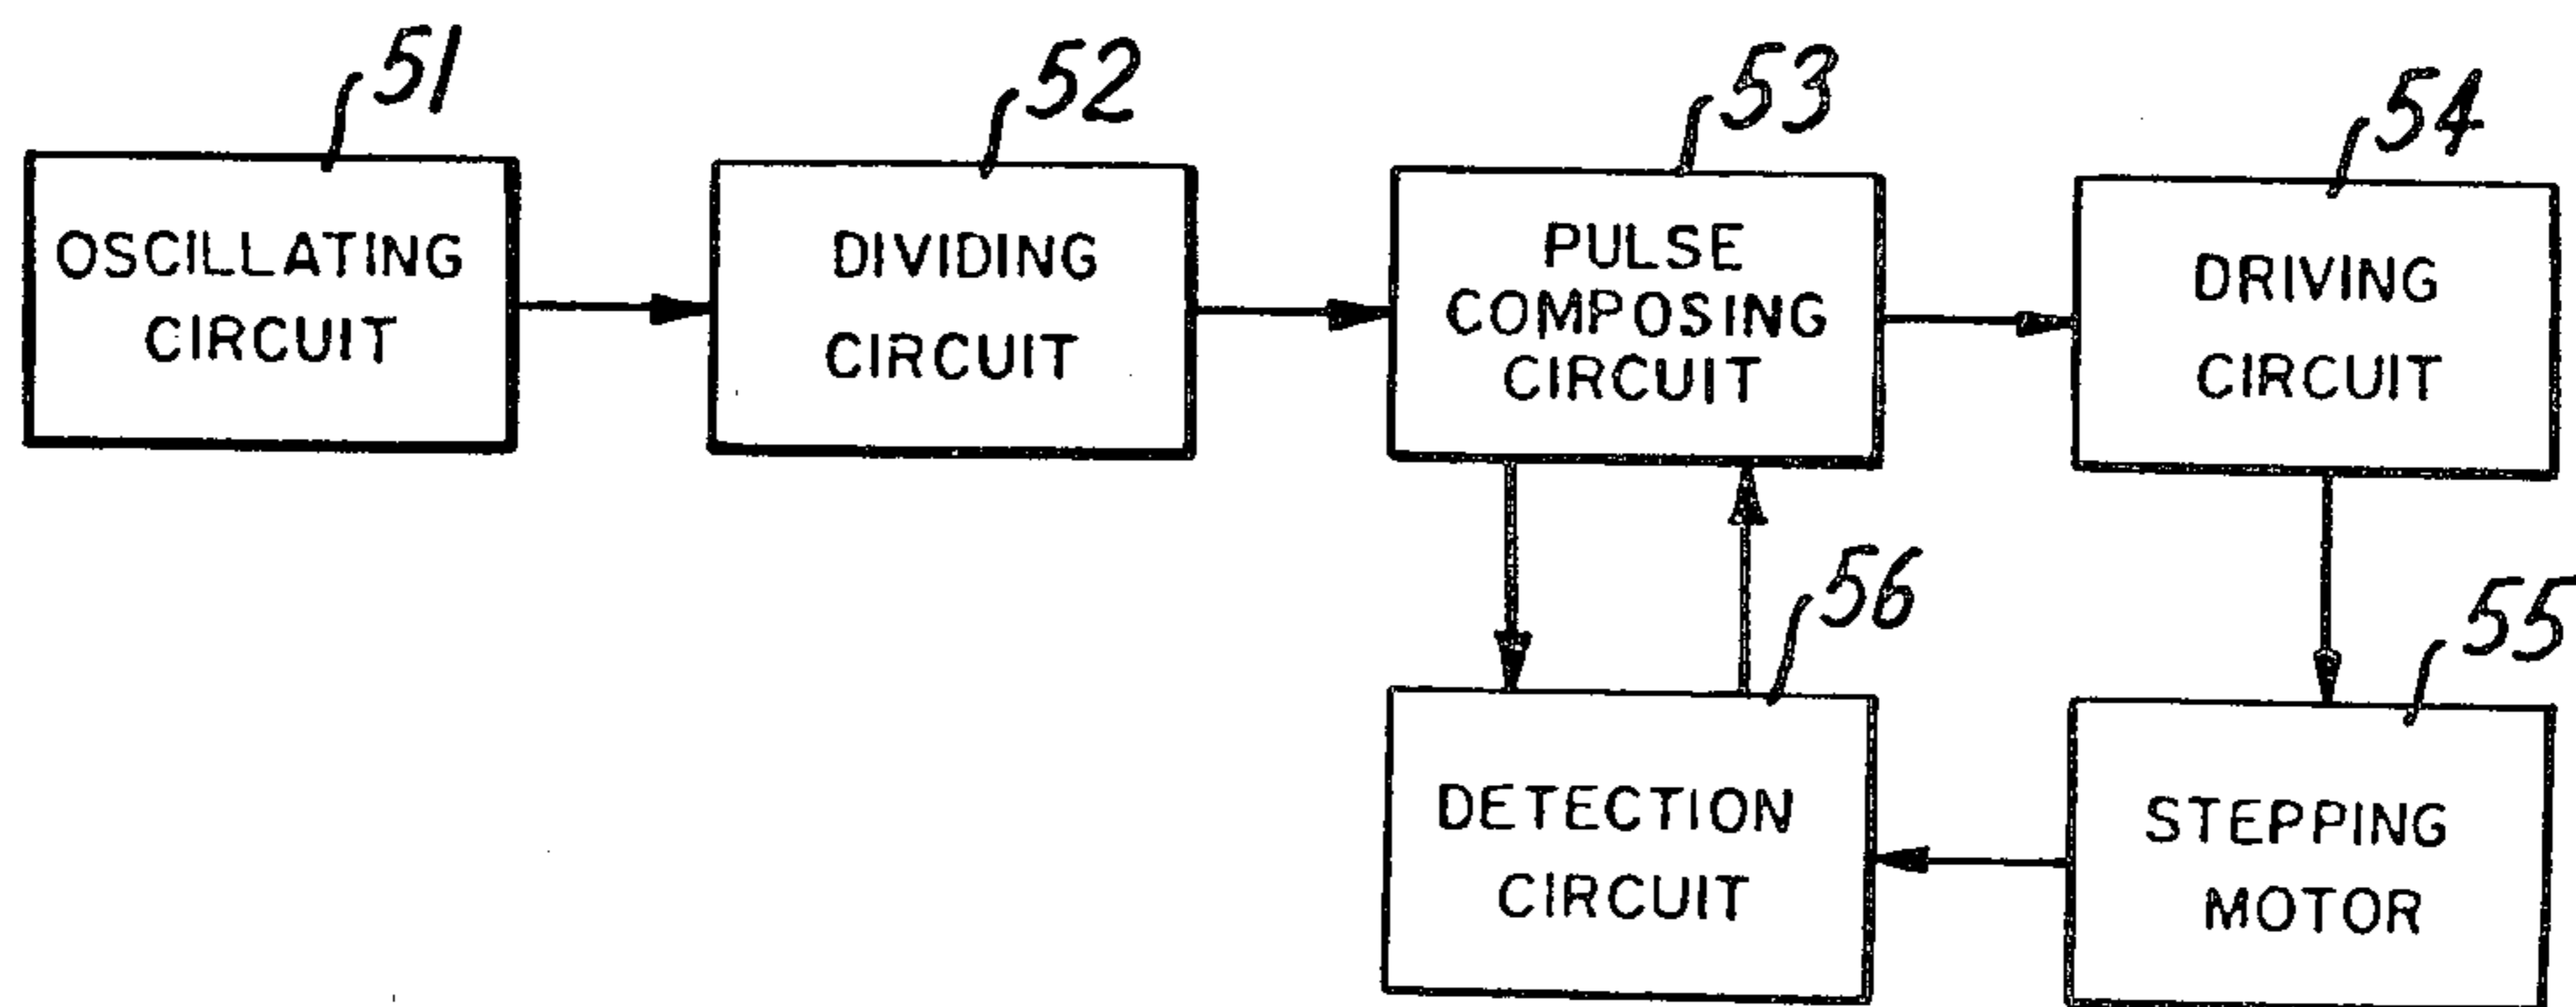 51
OSCILLATING
CIRCUIT
52
DIVIDING
CIRCUIT
53
PULSE
COMPOSING
CIRCUIT
54
DRIVING
CIRCUIT
56
DETECTION
CIRCUIT
55
STEPPING
MOTOR